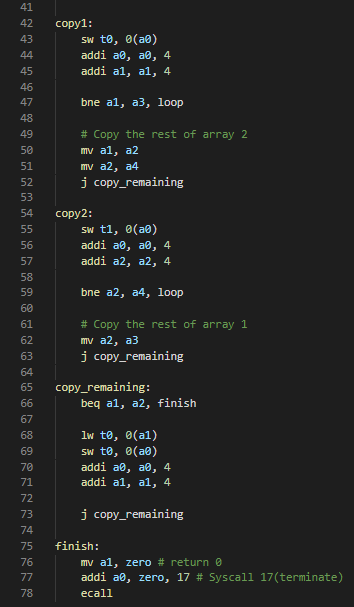 41
42 copy1:
43 sw t0, 0(a0)
44 addi a0, a0, 4
45 addi a1, a1, 4
46
47 bne a1, a3, loop
48
49 # Copy the rest of array 2
50 mv a1, a2
51 mv a2, a4
52 j copy_remaining
53
54 copy2:
55 sw t1, 0(a0)
56 addi a0, a0, 4
57 addi a2, a2, 4
58
59 bne a2, a4, loop
60
61 # Copy the rest of array 1
62 mv a2, a3
63 j copy_remaining
64
65 copy_remaining:
66 beq a1, a2, finish
67
68 lw t0, 0(a1)
69 sw t0, 0(a0)
70 addi a0, a0, 4
71 addi a1, a1, 4
72
73 j copy_remaining
74
75 finish:
76 mv a1, zero # return 0
77 addi a0, zero, 17 # Syscall 17(terminate)
78 ecall